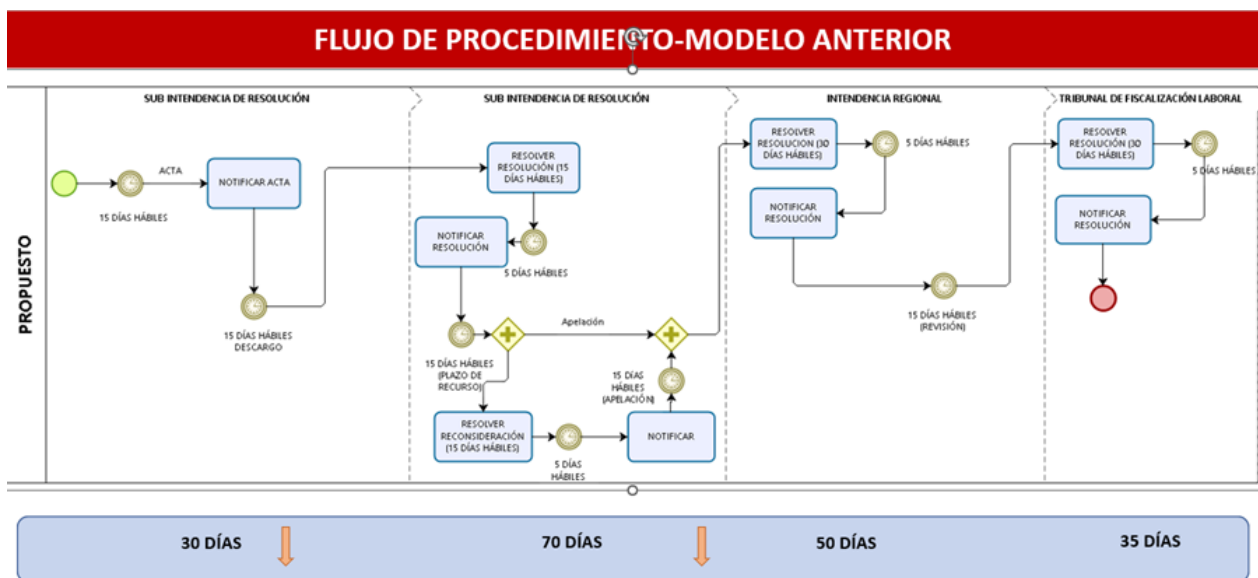 FLUJO DE PROCEDIMIENTO-MODELO ANTERIOR
PROPUESTO
SUB INTENDENCIA DE RESOLUCIÓN
ACTA
15 DÍAS HÁBILES
NOTIFICAR ACTA
15 DÍAS HÁBILES
DESCARGO
SUB INTENDENCIA DE RESOLUCIÓN
RESOLVER
RESOLUCIÓN (15
DÍAS HÁBILES)
NOTIFICAR
RESOLUCIÓN
5 DÍAS HÁBILES
Apelación
15 DÍAS HÁBILES
(PLAZO DE
RECURSO)
15 DÍAS
HÁBILES
(APELACIÓN)
RESOLVER
RECONSIDERACIÓN
(15 DÍAS HÁBILES)
5 DÍAS
HÁBILES
NOTIFICAR
INTENDENCIA REGIONAL
RESOLVER
RESOLUCION (30
DÍAS HÁBILES)
5 DÍAS HÁBILES
NOTIFICAR
RESOLUCIÓN
15 DÍAS HÁBILES
(REVISIÓN)
TRIBUNAL DE FISCALIZACIÓN LABORAL
RESOLVER
RESOLUCIÓN (30
DÍAS HÁBILES)
5 DÍAS HÁBILES
NOTIFICAR
RESOLUCIÓN
30 DÍAS
70 DÍAS
50 DÍAS
35 DÍAS